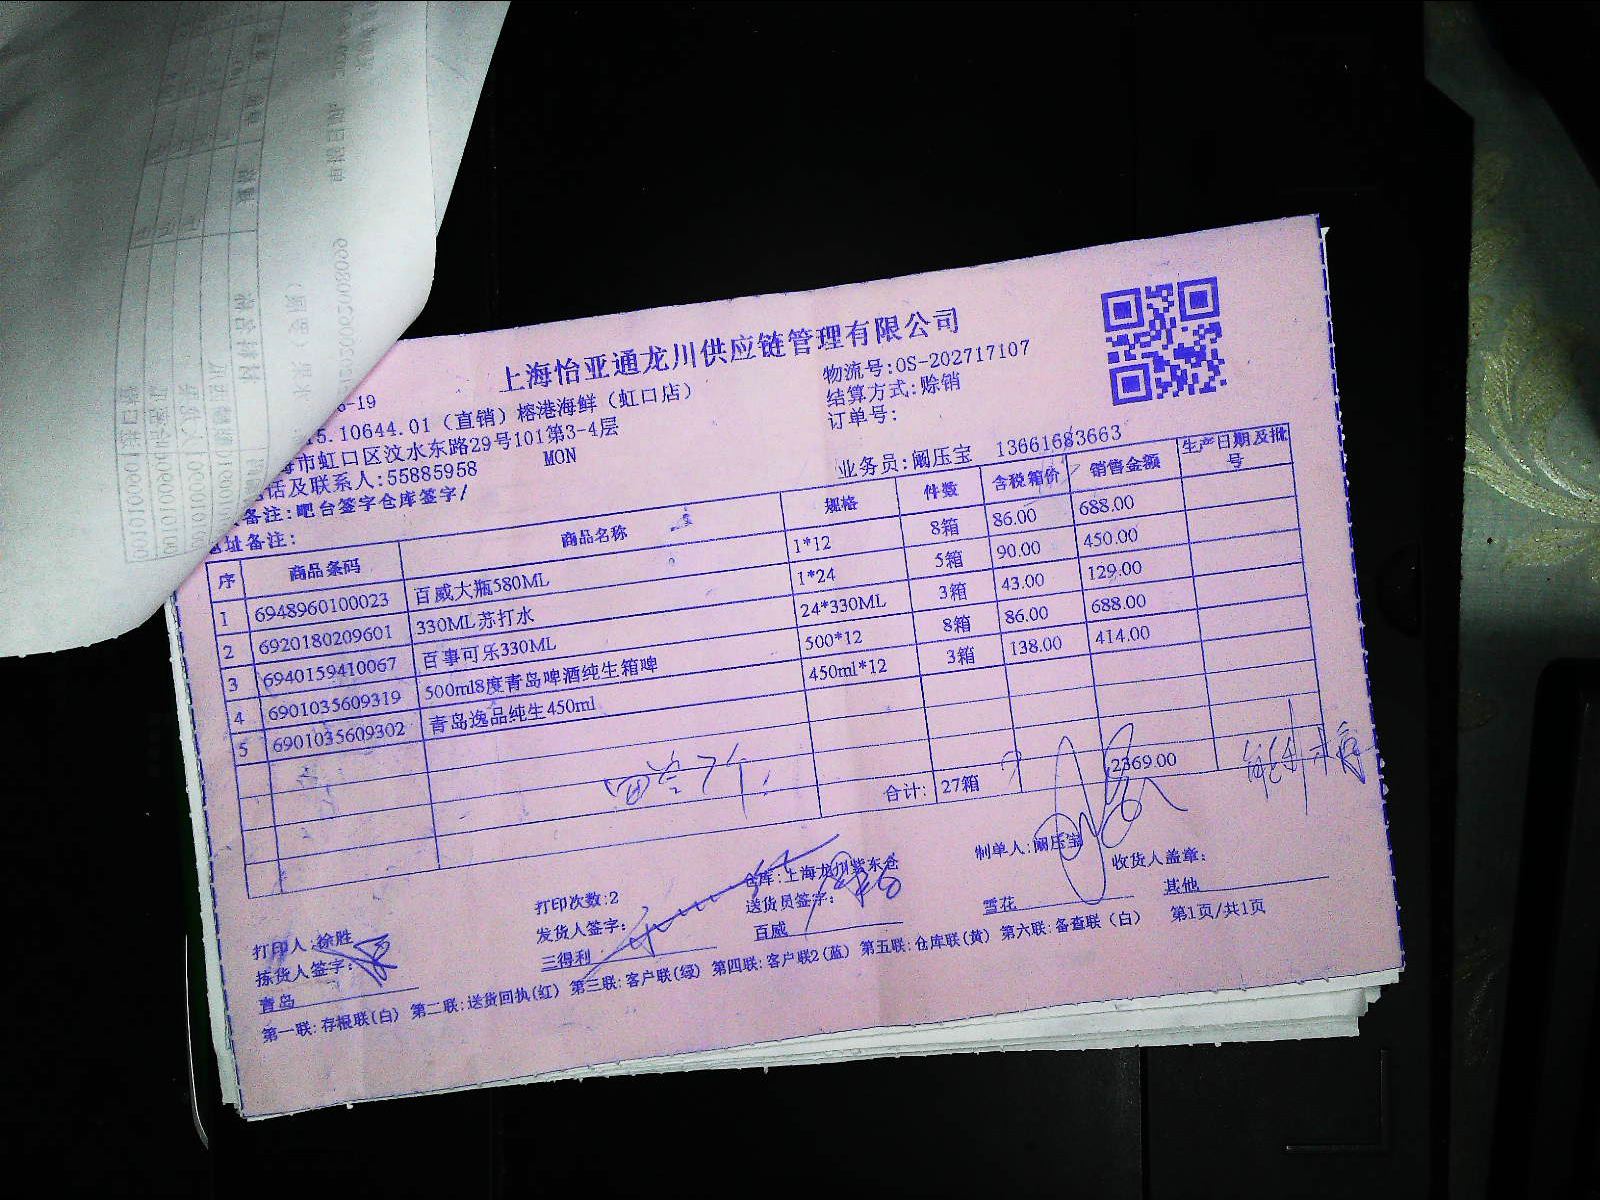 上海怡亚通龙川供应链管理有限公司
-19
物流号:OS-202717107
15.10644.01（直销）榕港海鲜（虹口店）
结算方式:赊销
市虹口区汶水东路29号101第3-4层
订单号:
话及联系人:55885958 MON
业务员:阚压宝 13661683663
备注:吧台签字仓库签字/
址备注:
序 商品条码 商品名称 规格 件数 含税箱价 销售金额 生产日期及批号
1 6948960100023 百威大瓶580ML 1*12 8箱 86.00 688.00
2 6920180209601 330ML苏打水 1*24 5箱 90.00 450.00
3 6940159410067 百事可乐330ML 24*330ML 3箱 43.00 129.00
4 6901035609319 500ml8度青岛啤酒纯生箱啤 500*12 8箱 86.00 688.00
5 6901035609302 青岛逸品纯生450ml 450ml*12 3箱 138.00 414.00
合计: 27箱 2369.00
打印人:徐胜 打印次数:2 仓库:上海龙川紫东仓 制单人:阚压宝 收货人盖章:
拣货人签字: 发货人签字: 送货员签字:
青岛 三得利 百威 雪花 其他
第一联:存根联(白) 第二联:送货回执(红) 第三联:客户联(绿) 第四联:客户联2(蓝) 第五联:仓库联(黄) 第六联:备查联（白） 第1页/共1页